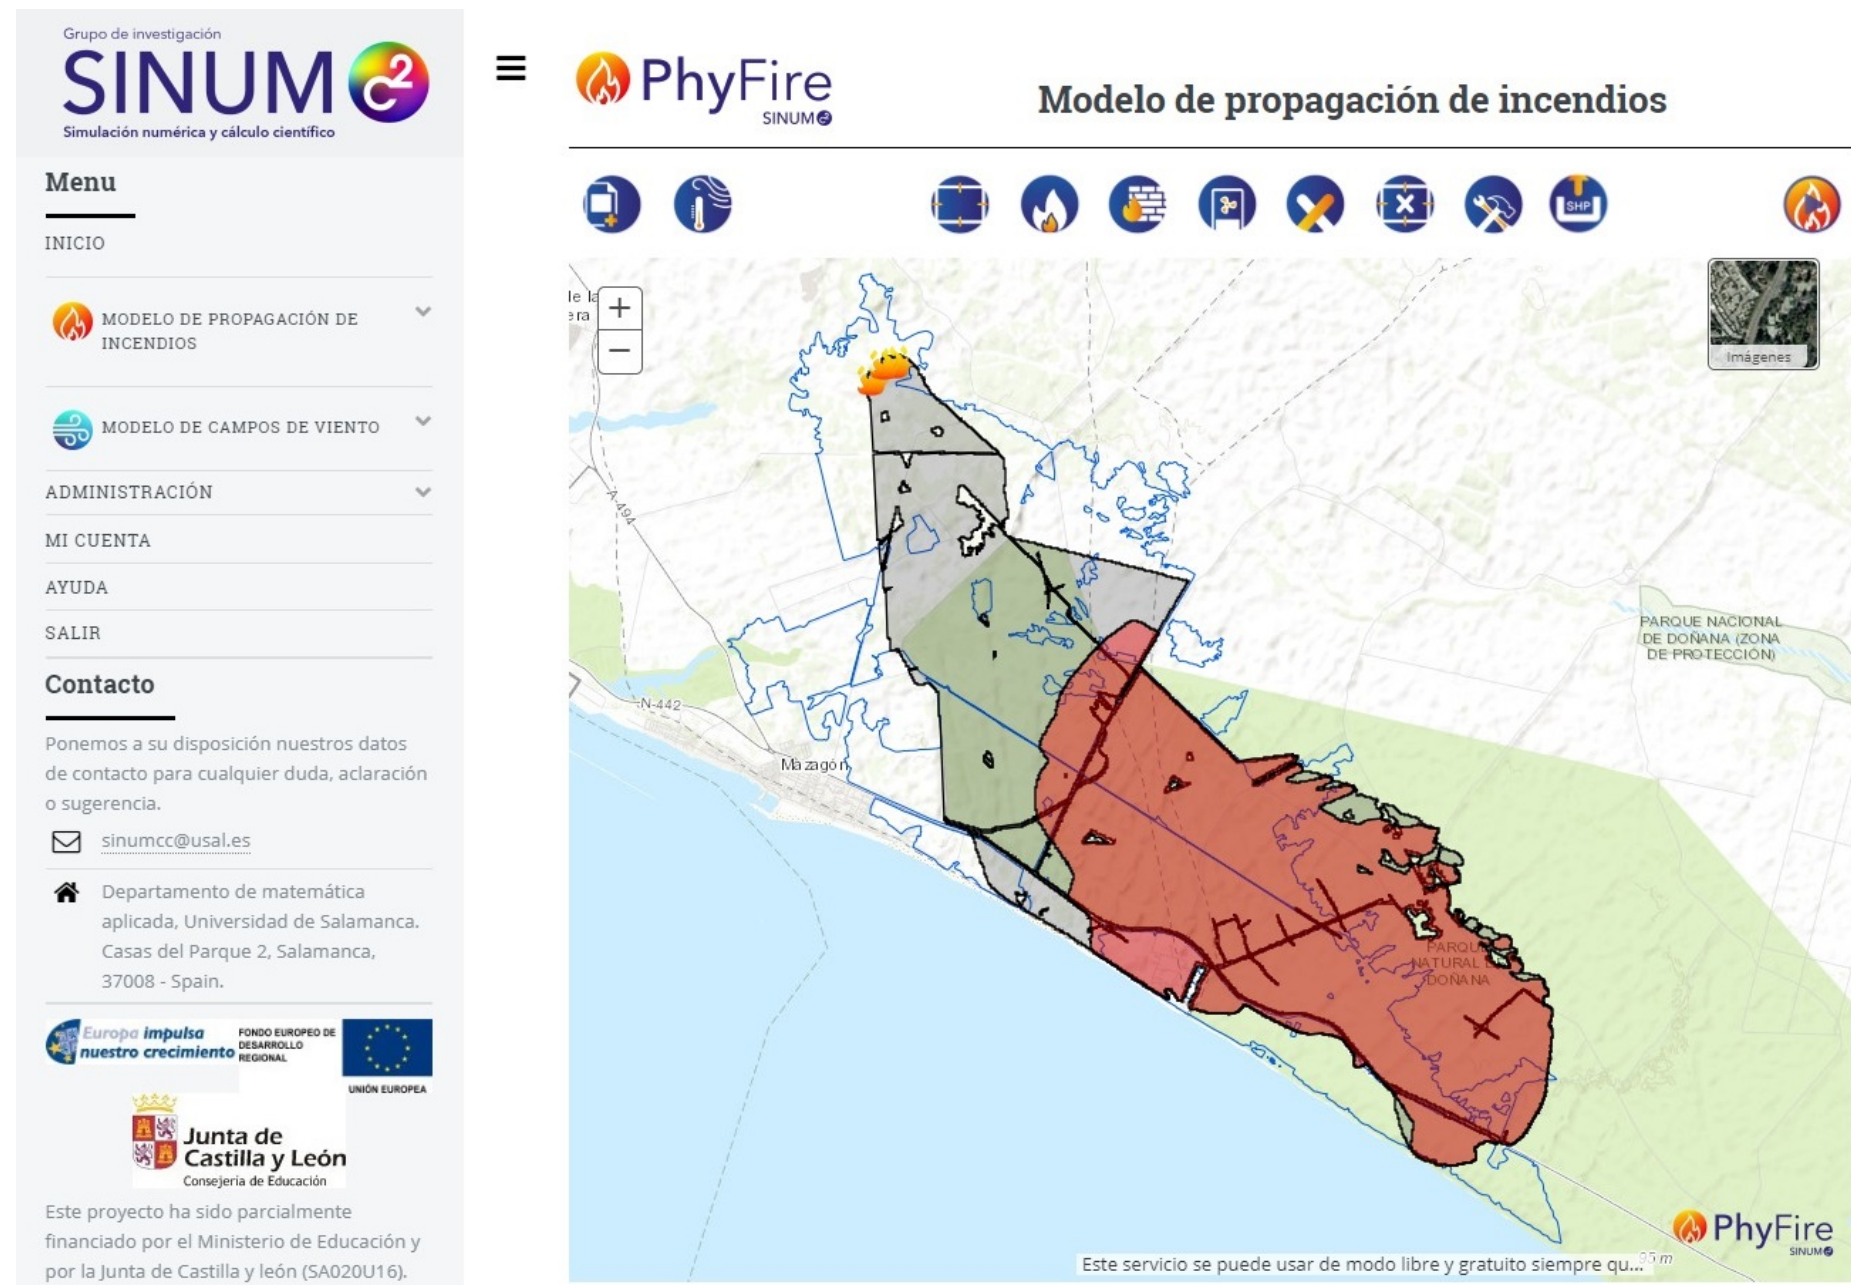 Grupo de investigación
SINUM c²
Simulación numérica y cálculo científico
Menu
INICIO
MODELO DE PROPAGACIÓN DE
INCENDIOS
MODELO DE CAMPOS DE VIENTO
ADMINISTRACIÓN
MI CUENTA
AYUDA
SALIR
Contacto
Ponemos a su disposición nuestros datos
de contacto para cualquier duda, aclaración
o sugerencia.
sinumcc@usal.es
Departamento de matemática
aplicada, Universidad de Salamanca.
Casas del Parque 2, Salamanca,
37008 - Spain.
Europa impulsa
nuestro crecimiento
FONDO EUROPEO DE
DESARROLLO
REGIONAL
UNIÓN EUROPEA
Junta de
Castilla y León
Consejería de Educación
Este proyecto ha sido parcialmente
financiado por el Ministerio de Educación y
por la Junta de Castilla y león (SA020U16).
PhyFire
SINUM
Modelo de propagación de incendios
SHP
+
−
Imágenes
A-494
N-442
Mazagón
PARQUE NACIONAL
DE DOÑANA (ZONA
DE PROTECCIÓN)
PARQUE
NATURAL
DOÑANA
PhyFire
SINUM
95 m
Este servicio se puede usar de modo libre y gratuito siempre qu...